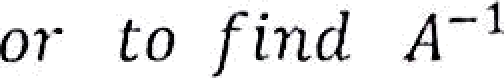 or to find A⁻¹